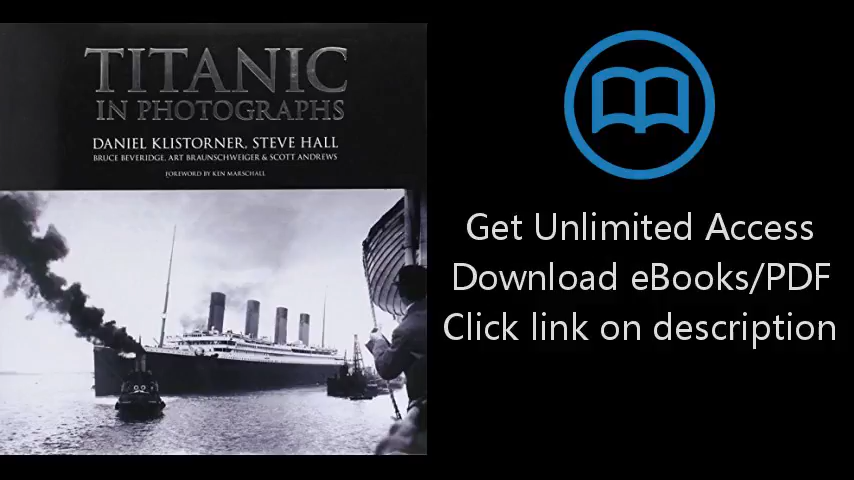 TITANIC
IN PHOTOGRAPHS
DANIEL KLISTORNER, STEVE HALL
BRUCE BEVERIDGE, ART BRAUNSCHWEIGER & SCOTT ANDREWS
FOREWORD BY KEN MARSCHALL
Get Unlimited Access
Download eBooks/PDF
Click link on description